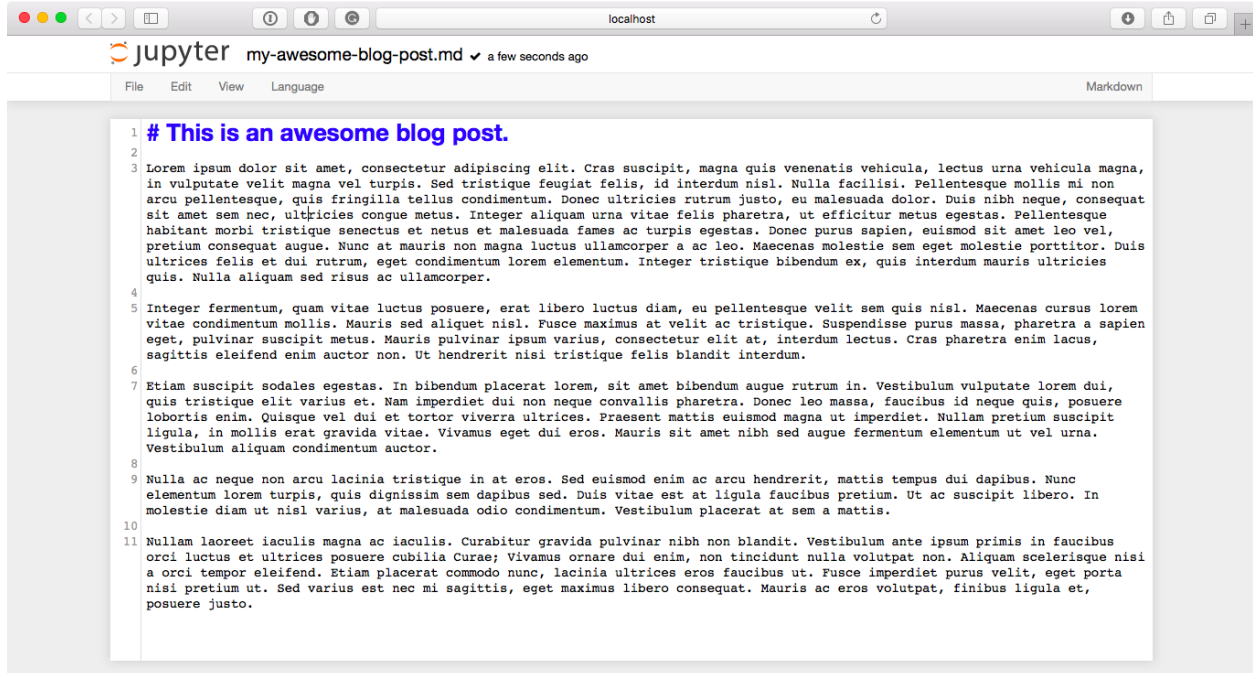 localhost
jupyter my-awesome-blog-post.md ✔ a few seconds ago
File Edit View Language Markdown
1 # This is an awesome blog post.
2
3 Lorem ipsum dolor sit amet, consectetur adipiscing elit. Cras suscipit, magna quis venenatis vehicula, lectus urna vehicula magna,
in vulputate velit magna vel turpis. Sed tristique feugiat felis, id interdum nisl. Nulla facilisi. Pellentesque mollis mi non
arcu pellentesque, quis fringilla tellus condimentum. Donec ultricies rutrum justo, eu malesuada dolor. Duis nibh neque, consequat
sit amet sem nec, ultricies congue metus. Integer aliquam urna vitae felis pharetra, ut efficitur metus egestas. Pellentesque
habitant morbi tristique senectus et netus et malesuada fames ac turpis egestas. Donec purus sapien, euismod sit amet leo vel,
pretium consequat augue. Nunc at mauris non magna luctus ullamcorper a ac leo. Maecenas molestie sem eget molestie porttitor. Duis
ultrices felis et dui rutrum, eget condimentum lorem elementum. Integer tristique bibendum ex, quis interdum mauris ultricies
quis. Nulla aliquam sed risus ac ullamcorper.
4
5 Integer fermentum, quam vitae luctus posuere, erat libero luctus diam, eu pellentesque velit sem quis nisl. Maecenas cursus lorem
vitae condimentum mollis. Mauris sed aliquet nisl. Fusce maximus at velit ac tristique. Suspendisse purus massa, pharetra a sapien
eget, pulvinar suscipit metus. Mauris pulvinar ipsum varius, consectetur elit at, interdum lectus. Cras pharetra enim lacus,
sagittis eleifend enim auctor non. Ut hendrerit nisi tristique felis blandit interdum.
6
7 Etiam suscipit sodales egestas. In bibendum placerat lorem, sit amet bibendum augue rutrum in. Vestibulum vulputate lorem dui,
quis tristique elit varius et. Nam imperdiet dui non neque convallis pharetra. Donec leo massa, faucibus id neque quis, posuere
lobortis enim. Quisque vel dui et tortor viverra ultrices. Praesent mattis euismod magna ut imperdiet. Nullam pretium suscipit
ligula, in mollis erat gravida vitae. Vivamus eget dui eros. Mauris sit amet nibh sed augue fermentum elementum ut vel urna.
Vestibulum aliquam condimentum auctor.
8
9 Nulla ac neque non arcu lacinia tristique in at eros. Sed euismod enim ac arcu hendrerit, mattis tempus dui dapibus. Nunc
elementum lorem turpis, quis dignissim sem dapibus sed. Duis vitae est at ligula faucibus pretium. Ut ac suscipit libero. In
molestie diam ut nisl varius, at malesuada odio condimentum. Vestibulum placerat at sem a mattis.
10
11 Nullam laoreet iaculis magna ac iaculis. Curabitur gravida pulvinar nibh non blandit. Vestibulum ante ipsum primis in faucibus
orci luctus et ultrices posuere cubilia Curae; Vivamus ornare dui enim, non tincidunt nulla volutpat non. Aliquam scelerisque nisi
a orci tempor eleifend. Etiam placerat commodo nunc, lacinia ultrices eros faucibus ut. Fusce imperdiet purus velit, eget porta
nisi pretium ut. Sed varius est nec mi sagittis, eget maximus libero consequat. Mauris ac eros volutpat, finibus ligula et,
posuere justo.